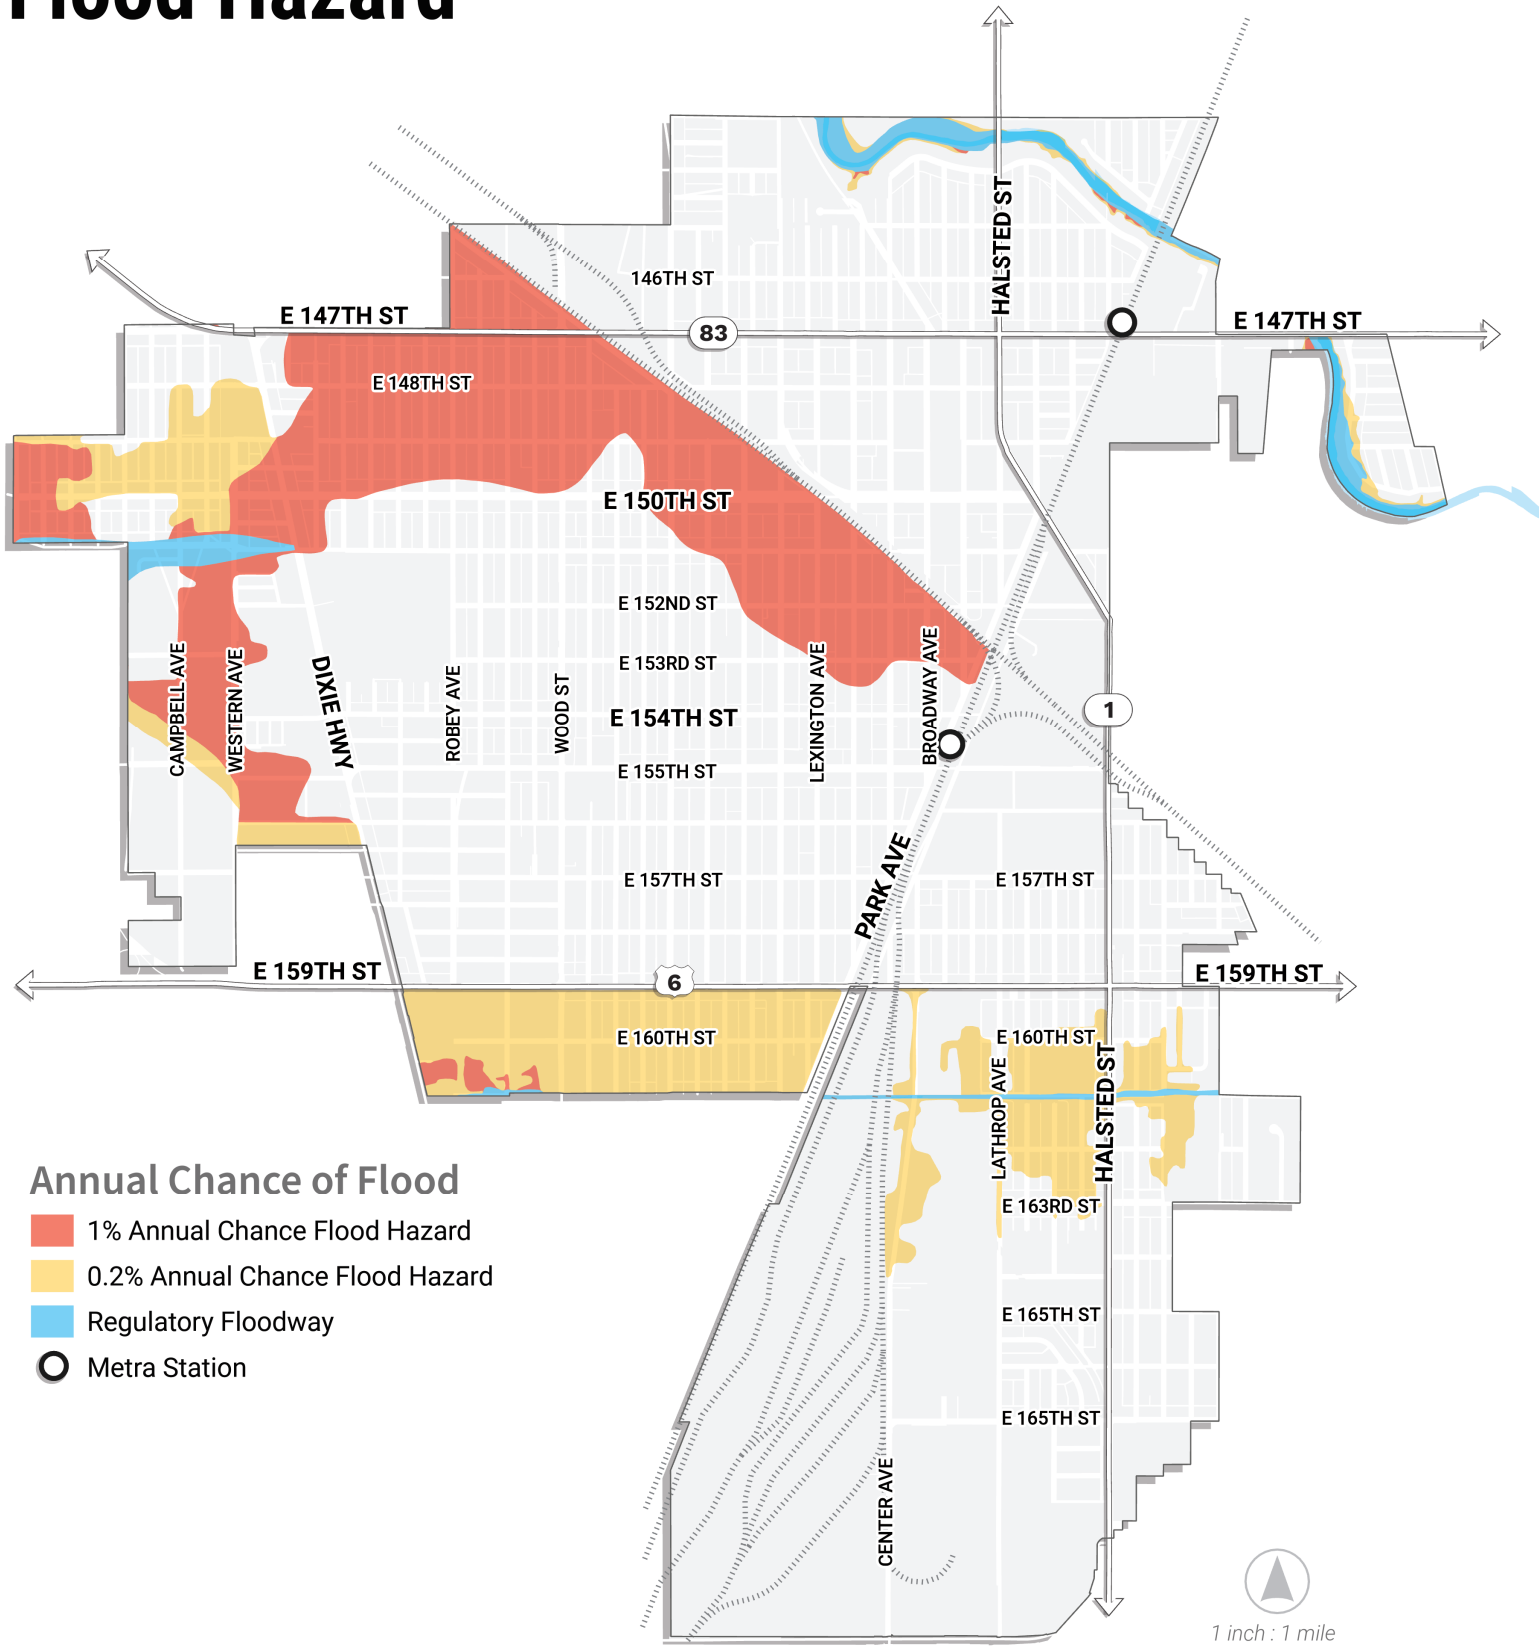 Flood Hazard
HALSTED ST
146TH ST
E 147TH ST
83
E 147TH ST
E 148TH ST
E 150TH ST
E 152ND ST
E 153RD ST
CAMPBELL AVE
WESTERN AVE
DIXIE HWY
ROBEY AVE
WOOD ST
E 154TH ST
LEXINGTON AVE
BROADWAY AVE
1
E 155TH ST
E 157TH ST
PARK AVE
E 157TH ST
E 159TH ST
6
E 159TH ST
E 160TH ST
E 160TH ST
LATHROP AVE
HALSTED ST
E 163RD ST
E 165TH ST
E 165TH ST
CENTER AVE
Annual Chance of Flood
1% Annual Chance Flood Hazard
0.2% Annual Chance Flood Hazard
Regulatory Floodway
Metra Station
1 inch : 1 mile